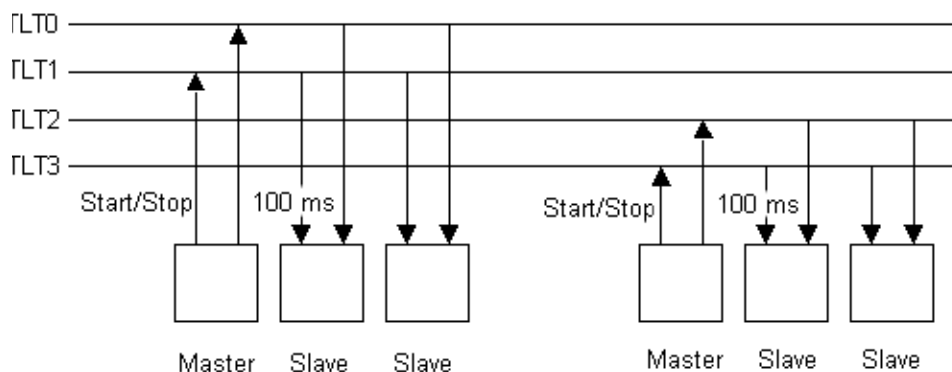 TLT0
TLT1
TLT2
TLT3
Start/Stop
100 ms
Start/Stop
100 ms
Master
Slave
Slave
Master
Slave
Slave